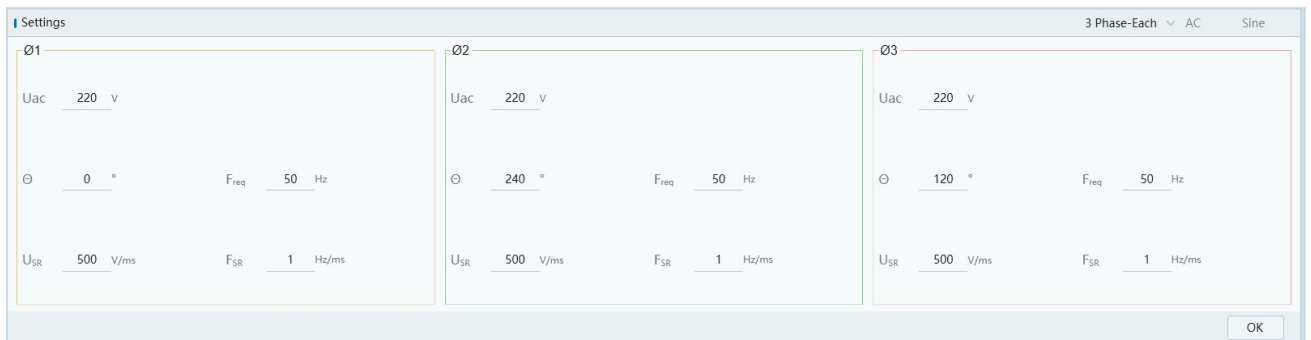 Settings 3 Phase-Each AC Sine
Ø1 Ø2 Ø3
Uac 220 V Uac 220 V Uac 220 V
Θ 0 ° Freq 50 Hz Θ 240 ° Freq 50 Hz Θ 120 ° Freq 50 Hz
USR 500 V/ms FSR 1 Hz/ms USR 500 V/ms FSR 1 Hz/ms USR 500 V/ms FSR 1 Hz/ms
OK